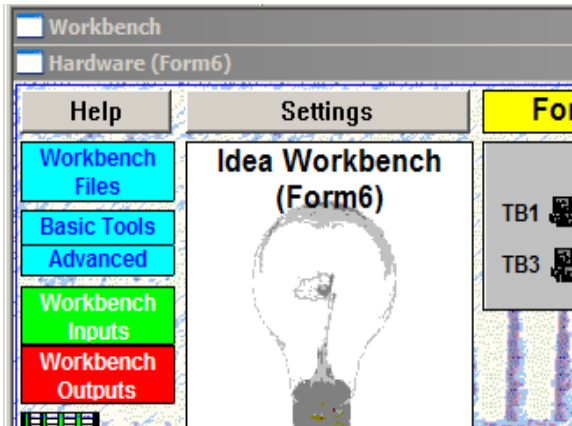 Workbench
Hardware (Form6)
Help
Settings
For
Workbench
Files
Basic Tools
Advanced
Workbench
Inputs
Workbench
Outputs
Idea Workbench
(Form6)
TB1
TB3